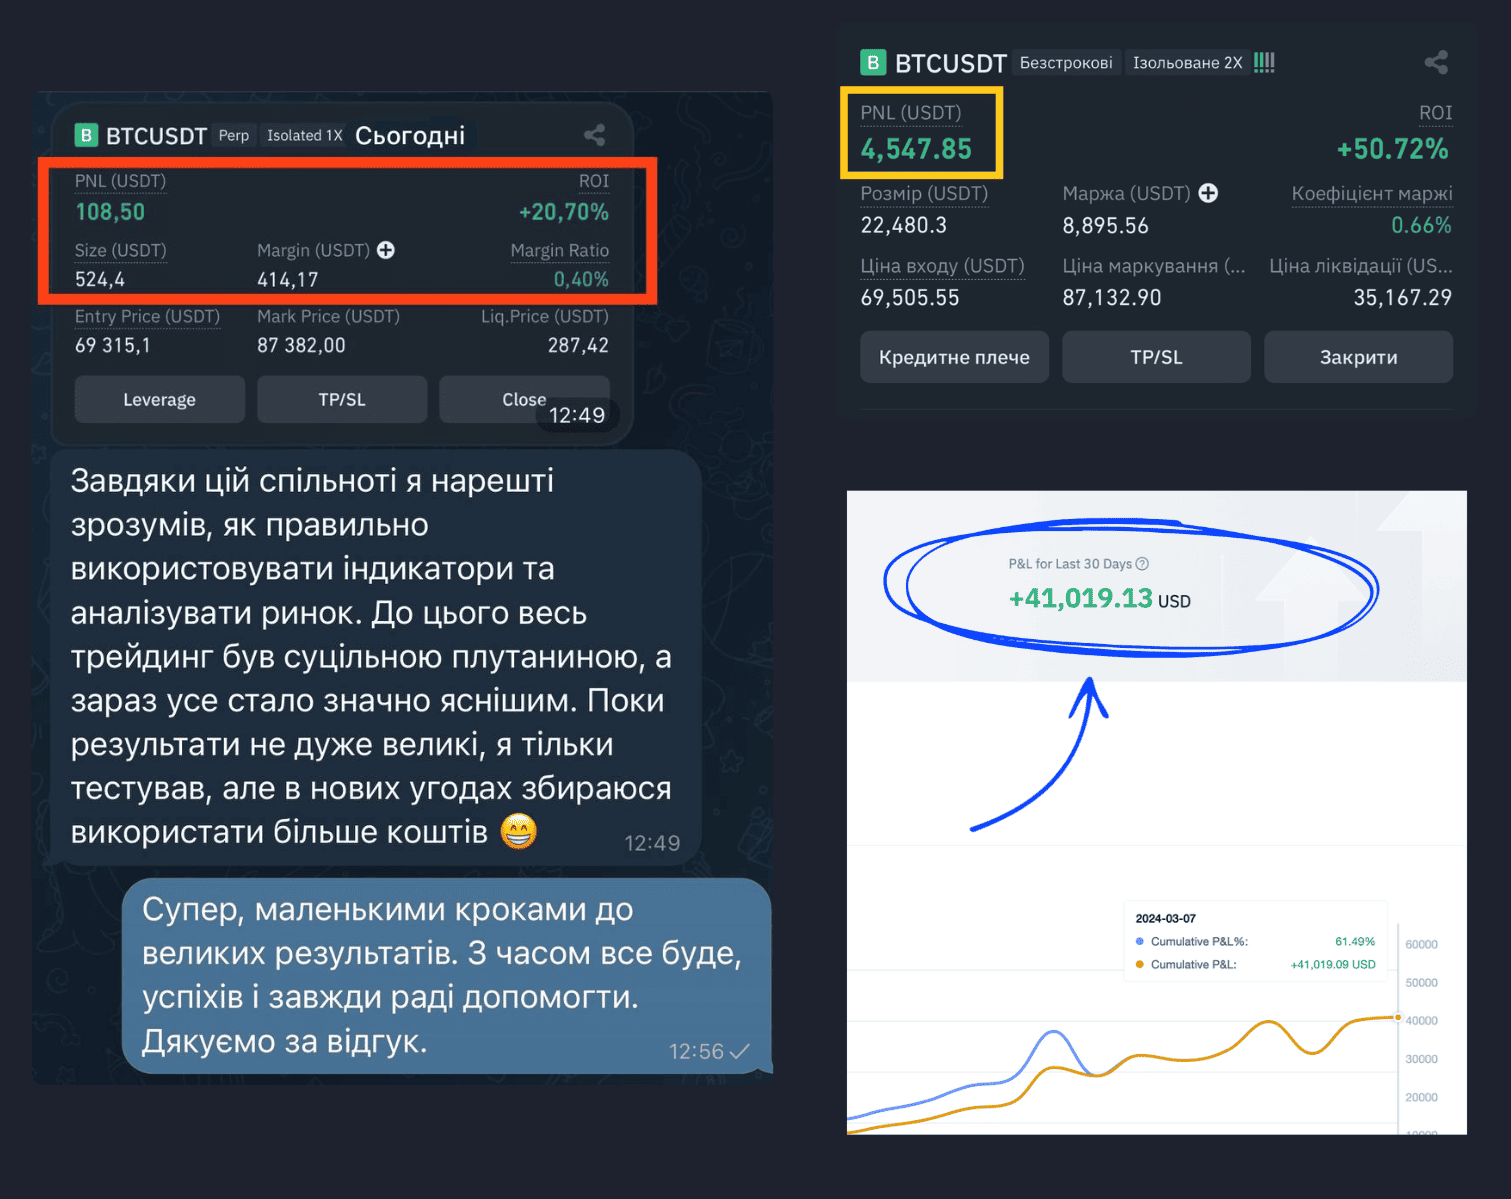 B BTCUSDT Perp Isolated 1X Сьогодні
PNL (USDT) ROI
108,50 +20,70%
Size (USDT) Margin (USDT) Margin Ratio
524,4 414,17 0,40%
Entry Price (USDT) Mark Price (USDT) Liq.Price (USDT)
69 315,1 87 382,00 287,42
Leverage TP/SL Close
12:49
Завдяки цій спільноті я нарешті
зрозумів, як правильно
використовувати індикатори та
аналізувати ринок. До цього весь
трейдинг був суцільною плутаниною, а
зараз усе стало значно яснішим. Поки
результати не дуже великі, я тільки
тестував, але в нових угодах збираюся
використати більше коштів 😁
12:49
Супер, маленькими кроками до
великих результатів. З часом все буде,
успіхів і завжди раді допомогти.
Дякуємо за відгук.
12:56
B BTCUSDT Безстрокові Ізольоване 2X
PNL (USDT) ROI
4,547.85 +50.72%
Розмір (USDT) Маржа (USDT) Коефіцієнт маржі
22,480.3 8,895.56 0.66%
Ціна входу (USDT) Ціна маркування (... Ціна ліквідації (US...
69,505.55 87,132.90 35,167.29
Кредитне плече TP/SL Закрити
P&L for Last 30 Days
+41,019.13 USD
2024-03-07
Cumulative P&L%: 61.49%
Cumulative P&L: +41,019.09 USD
60000
50000
40000
30000
20000
10000